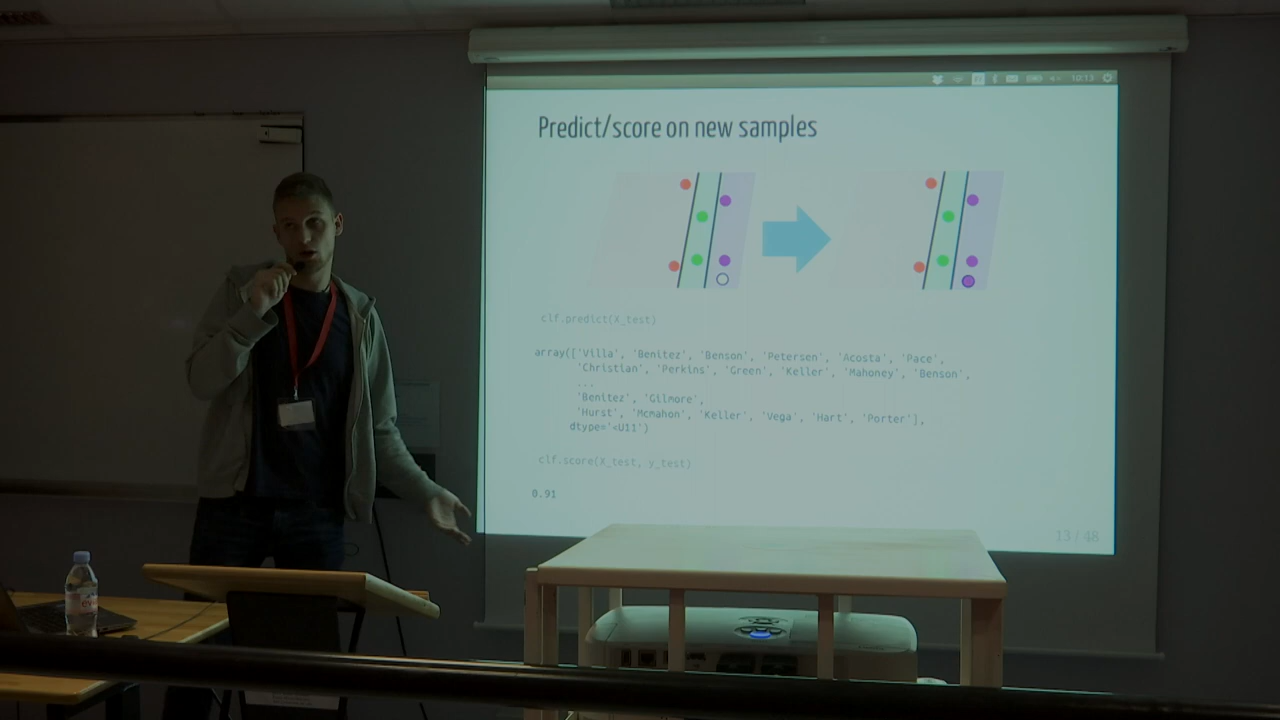 10:13
Predict/score on new samples
clf.predict(X_test)
array(['Villa', 'Benitez', 'Benson', 'Petersen', 'Acosta', 'Pace',
'Christian', 'Perkins', 'Green', 'Keller', 'Mahoney', 'Benson',
...
'Benitez', 'Gilmore',
'Hurst', 'Mcmahon', 'Keller', 'Vega', 'Hart', 'Porter'],
dtype='<U11')
clf.score(X_test, y_test)
0.91
13 / 48